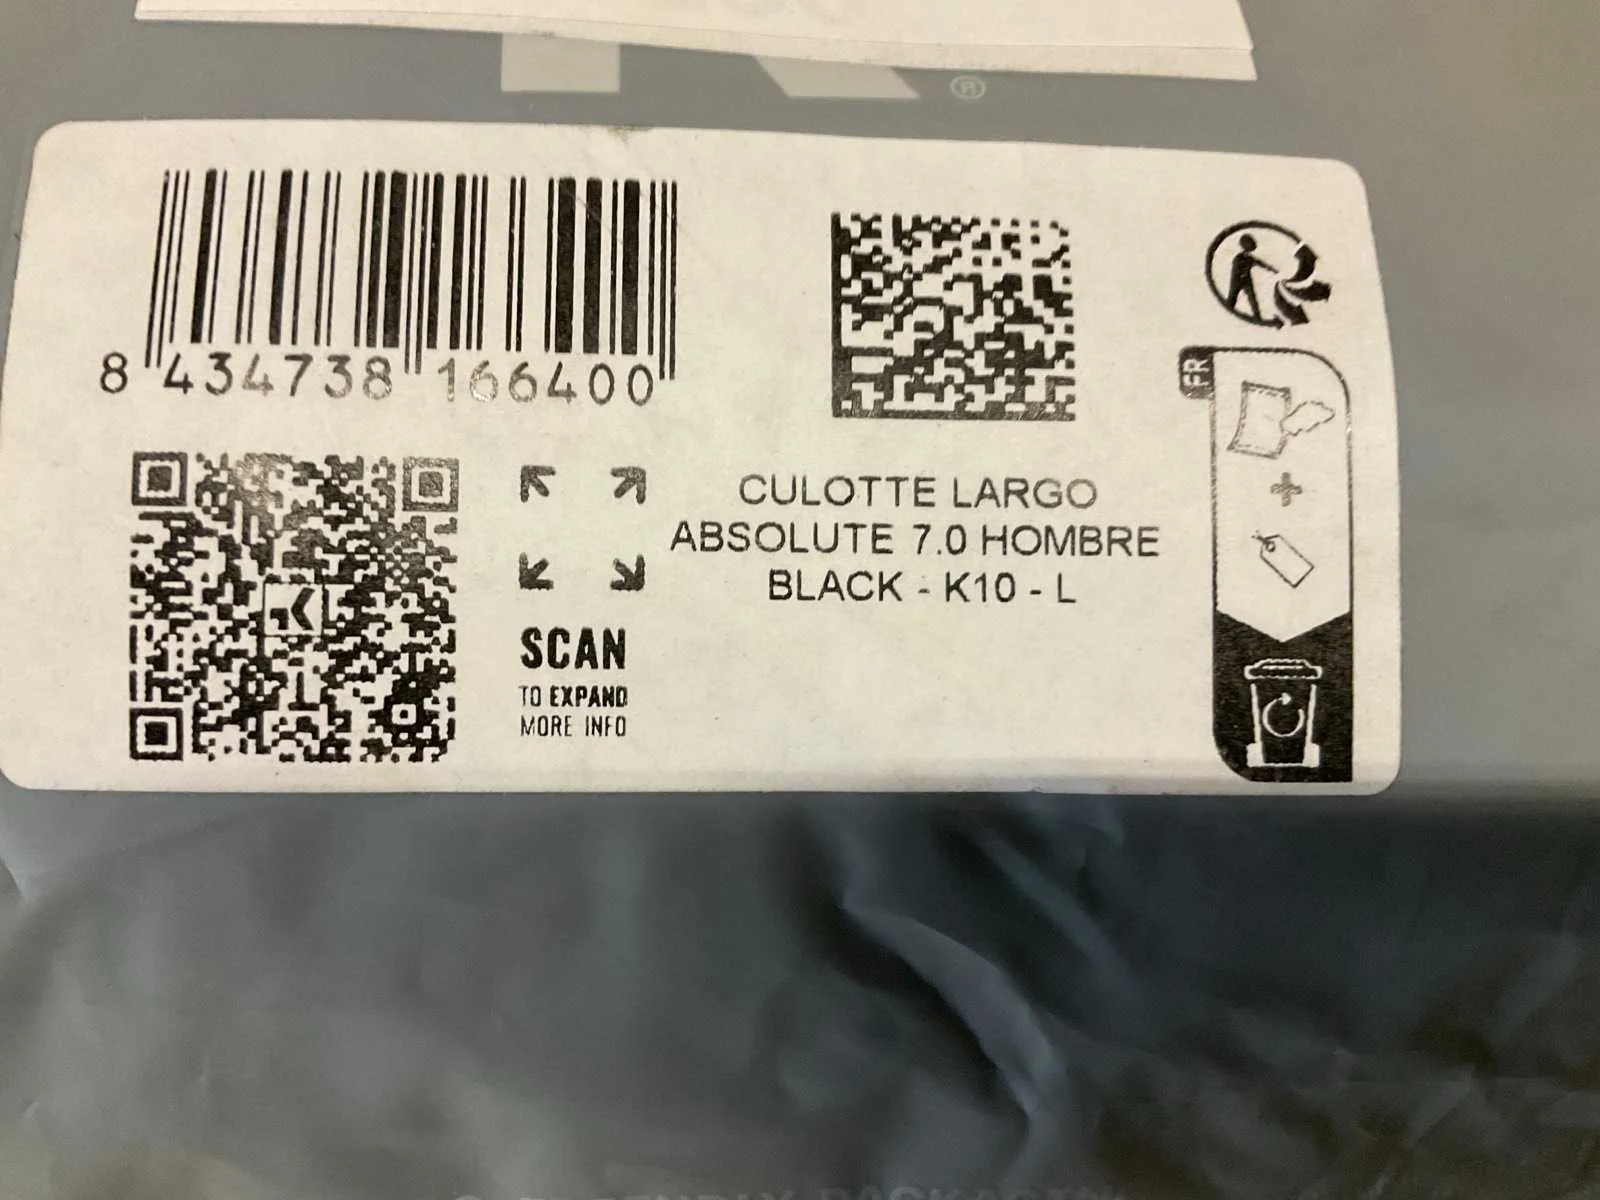 ®
8 434738 166400
FR
CULOTTE LARGO
ABSOLUTE 7.0 HOMBRE
BLACK - K10 - L
SCAN
TO EXPAND
MORE INFO